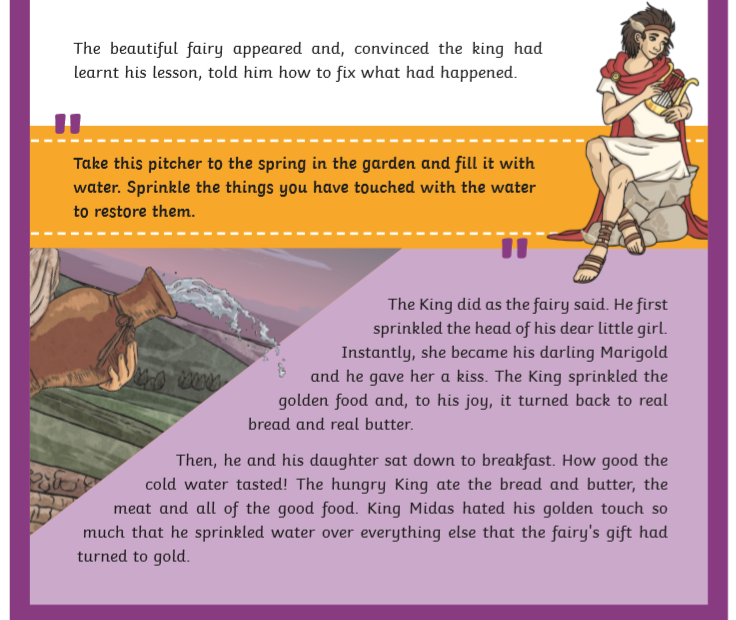 The beautiful fairy appeared and, convinced the king had
learnt his lesson, told him how to fix what had happened.
"
Take this pitcher to the spring in the garden and fill it with
water. Sprinkle the things you have touched with the water
to restore them.
"
The King did as the fairy said. He first
sprinkled the head of his dear little girl.
Instantly, she became his darling Marigold
and he gave her a kiss. The King sprinkled the
golden food and, to his joy, it turned back to real
bread and real butter.
Then, he and his daughter sat down to breakfast. How good the
cold water tasted! The hungry King ate the bread and butter, the
meat and all of the good food. King Midas hated his golden touch so
much that he sprinkled water over everything else that the fairy's gift had
turned to gold.